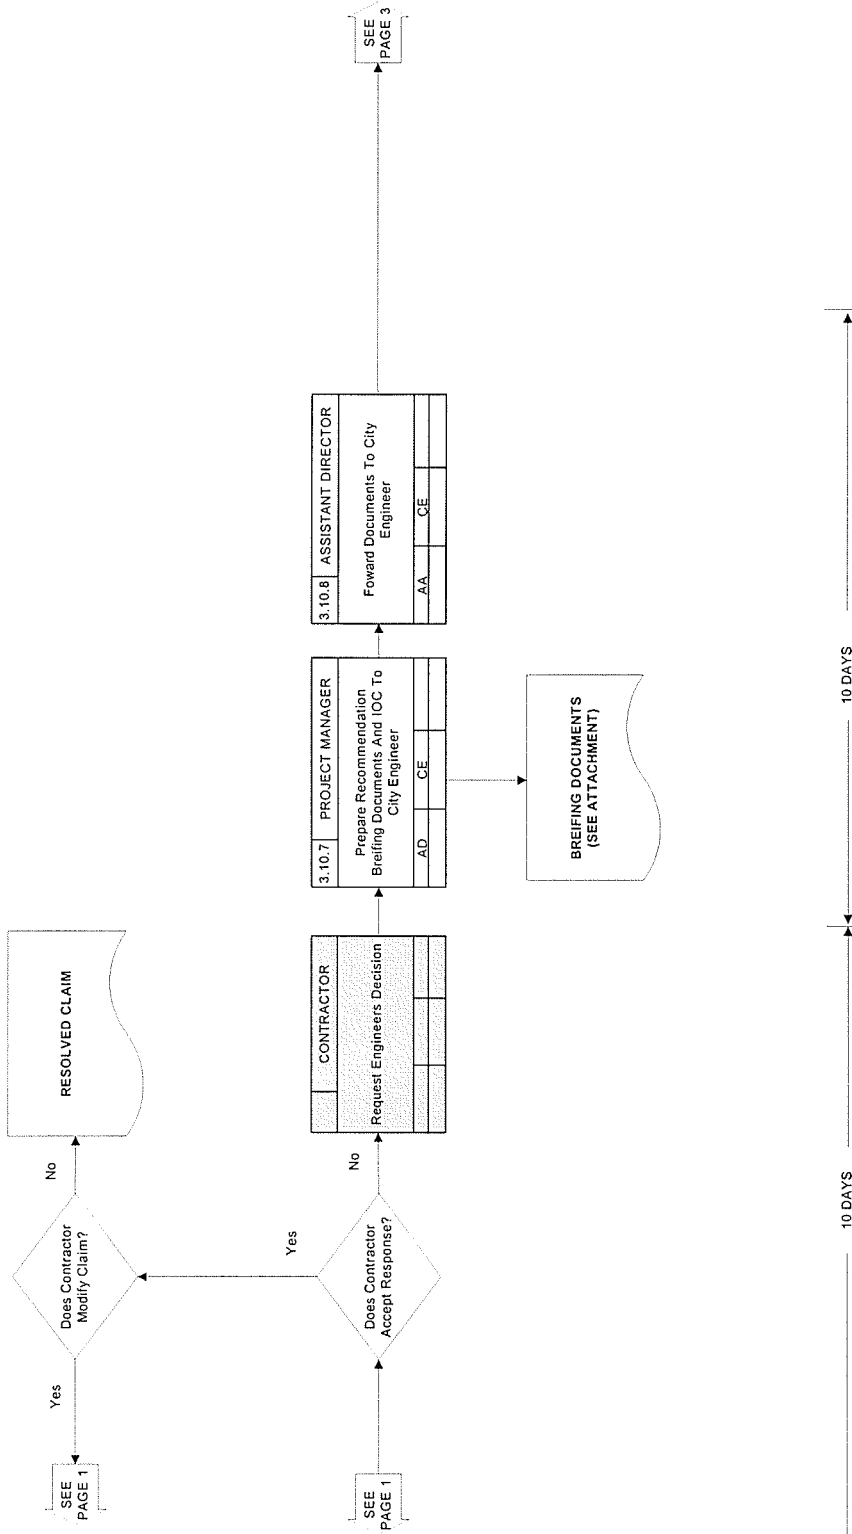 SEE
PAGE 1
Yes
Does Contractor
Modify Claim?
No
RESOLVED CLAIM
Yes
SEE
PAGE 1
Does Contractor
Accept Response?
No
CONTRACTOR
Request Engineers Decision
3.10.7 PROJECT MANAGER
Prepare Recommendation
Breifing Documents And IOC To
City Engineer
AD CE
3.10.8 ASSISTANT DIRECTOR
Foward Documents To City
Engineer
AA CE
SEE
PAGE 3
BREIFING DOCUMENTS
(SEE ATTACHMENT)
10 DAYS
10 DAYS